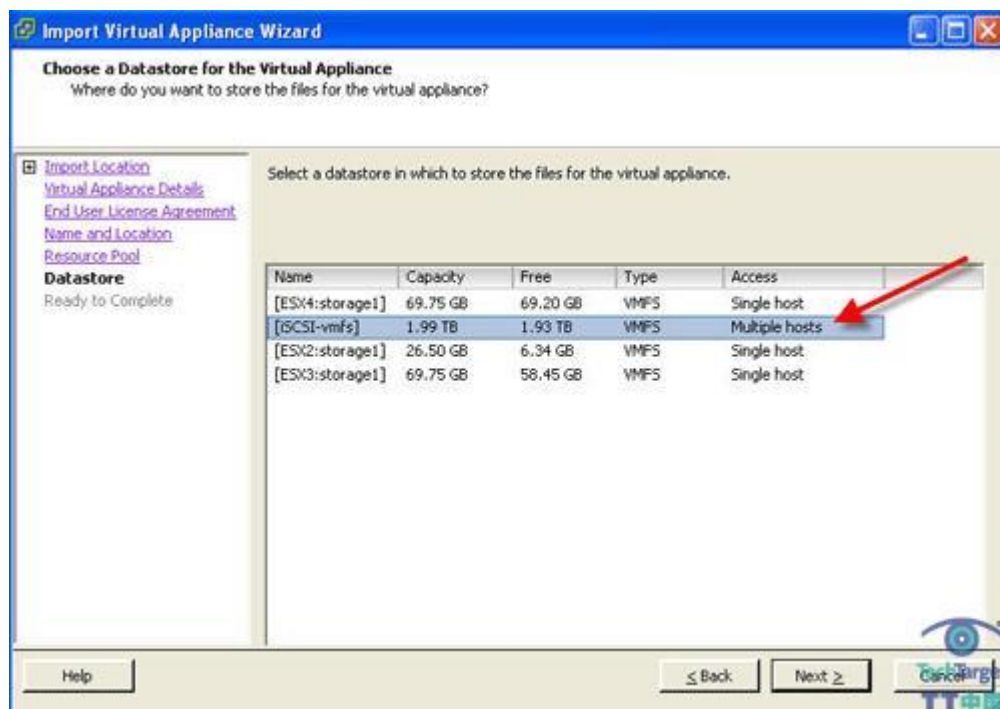 Import Virtual Appliance Wizard
Choose a Datastore for the Virtual Appliance
Where do you want to store the files for the virtual appliance?
Import Location
Virtual Appliance Details
End User License Agreement
Name and Location
Resource Pool
Datastore
Ready to Complete
Select a datastore in which to store the files for the virtual appliance.
Name Capacity Free Type Access
[ESX4:storage1] 69.75 GB 69.20 GB VMFS Single host
[iSCSI-vmfs] 1.99 TB 1.93 TB VMFS Multiple hosts
[ESX2:storage1] 26.50 GB 6.34 GB VMFS Single host
[ESX3:storage1] 69.75 GB 58.45 GB VMFS Single host
Help
< Back
Next >
Cancel